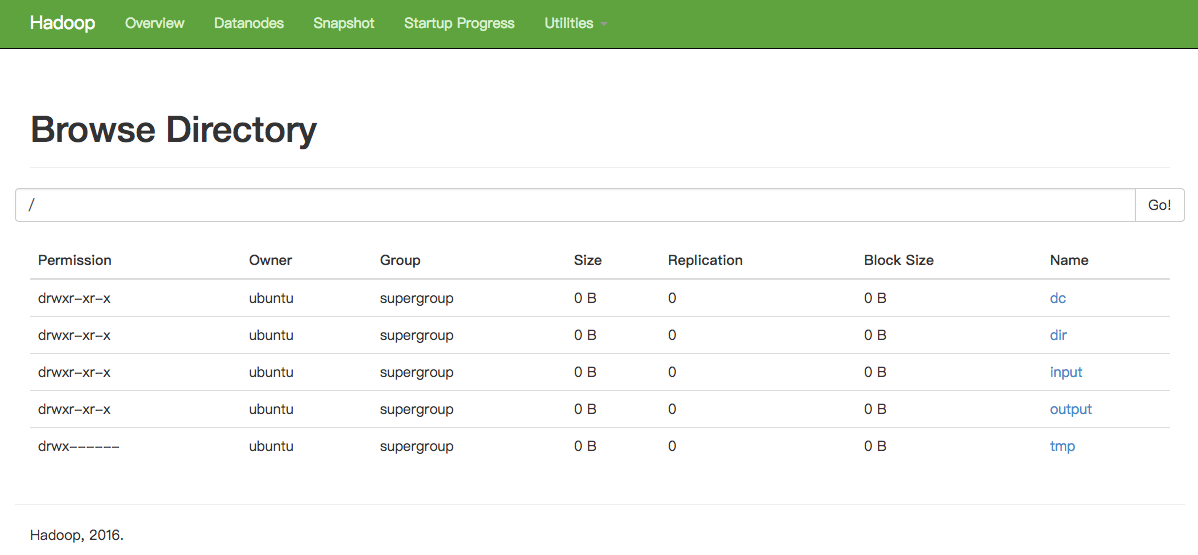 Hadoop Overview Datanodes Snapshot Startup Progress Utilities
Browse Directory
/ Go!
Permission Owner Group Size Replication Block Size Name
drwxr-xr-x ubuntu supergroup 0 B 0 0 B dc
drwxr-xr-x ubuntu supergroup 0 B 0 0 B dir
drwxr-xr-x ubuntu supergroup 0 B 0 0 B input
drwxr-xr-x ubuntu supergroup 0 B 0 0 B output
drwx------ ubuntu supergroup 0 B 0 0 B tmp
Hadoop, 2016.